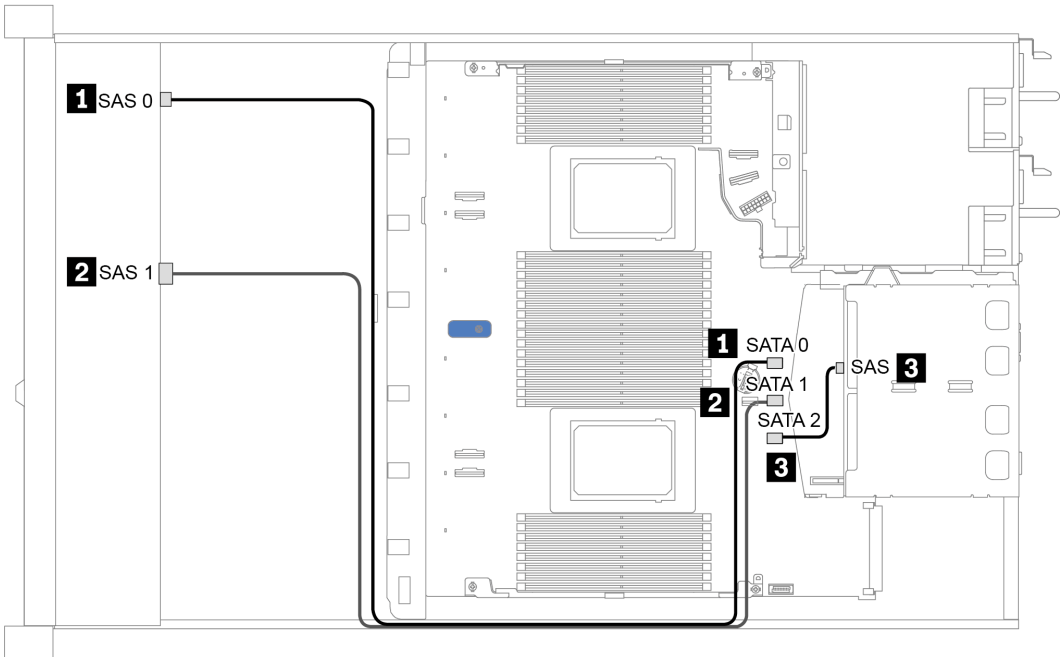 1 SAS 0
2 SAS 1
1 SATA 0
SAS 3
2 SATA 1
SATA 2
3